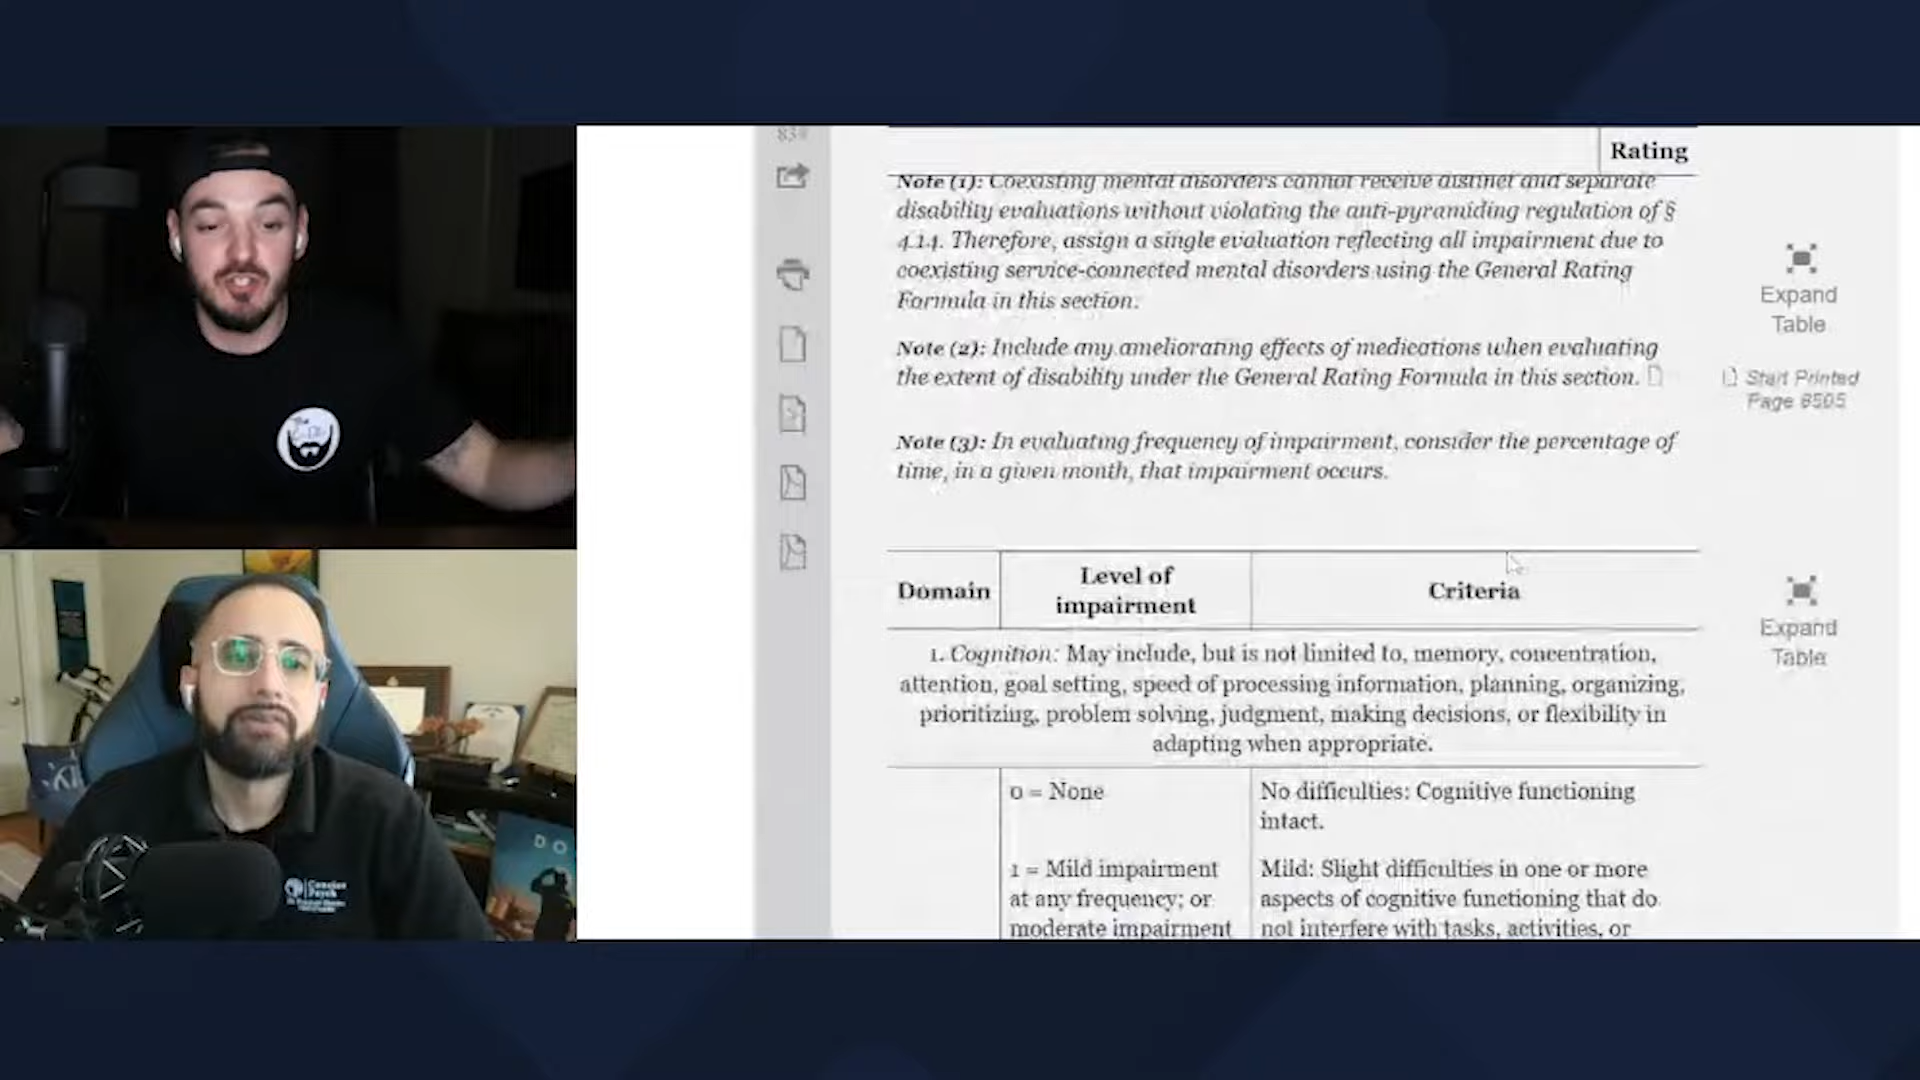 Rating
Note (1): Coexisting mental disorders cannot receive distinct and separate
disability evaluations without violating the anti-pyramiding regulation of §
4.14. Therefore, assign a single evaluation reflecting all impairment due to
coexisting service-connected mental disorders using the General Rating
Formula in this section.
Note (2): Include any ameliorating effects of medications when evaluating
the extent of disability under the General Rating Formula in this section.
Note (3): In evaluating frequency of impairment, consider the percentage of
time, in a given month, that impairment occurs.
Expand
Table
Start Printed
Page 8505
Domain
Level of
impairment
Criteria
Expand
Table
1. Cognition: May include, but is not limited to, memory, concentration,
attention, goal setting, speed of processing information, planning, organizing,
prioritizing, problem solving, judgment, making decisions, or flexibility in
adapting when appropriate.
0 = None
No difficulties: Cognitive functioning
intact.
1 = Mild impairment
at any frequency; or
moderate impairment
Mild: Slight difficulties in one or more
aspects of cognitive functioning that do
not interfere with tasks, activities, or
The
DO